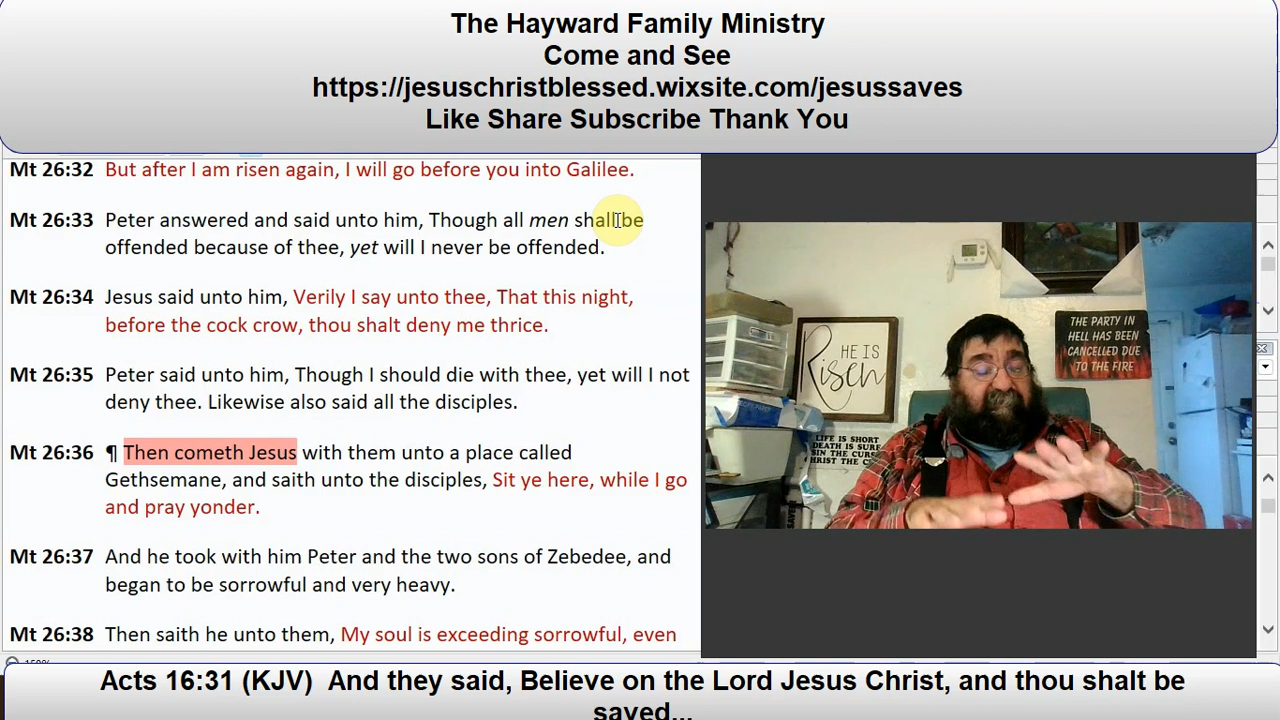 The Hayward Family Ministry
Come and See
https://jesuschristblessed.wixsite.com/jesussaves
Like Share Subscribe Thank You
Mt 26:32 But after I am risen again, I will go before you into Galilee.
Mt 26:33 Peter answered and said unto him, Though all men shall be
offended because of thee, yet will I never be offended.
Mt 26:34 Jesus said unto him, Verily I say unto thee, That this night,
before the cock crow, thou shalt deny me thrice.
Mt 26:35 Peter said unto him, Though I should die with thee, yet will I not
deny thee. Likewise also said all the disciples.
Mt 26:36 ¶ Then cometh Jesus with them unto a place called
Gethsemane, and saith unto the disciples, Sit ye here, while I go
and pray yonder.
Mt 26:37 And he took with him Peter and the two sons of Zebedee, and
began to be sorrowful and very heavy.
Mt 26:38 Then saith he unto them, My soul is exceeding sorrowful, even
HE IS
Risen
THE PARTY IN
HELL HAS BEEN
CANCELLED DUE
TO THE FIRE
LIFE IS SHORT
DEATH IS SURE
SIN THE CURSE
CHRIST THE
Acts 16:31 (KJV) And they said, Believe on the Lord Jesus Christ, and thou shalt be
saved...